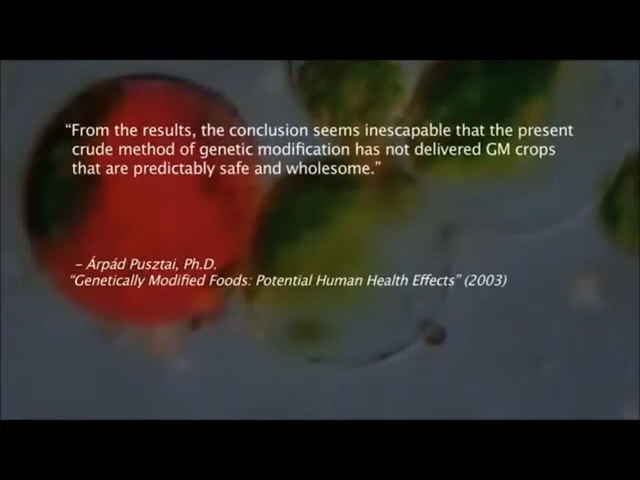 “From the results, the conclusion seems inescapable that the present
crude method of genetic modification has not delivered GM crops
that are predictably safe and wholesome.”
– Árpád Pusztai, Ph.D.
“Genetically Modified Foods: Potential Human Health Effects” (2003)